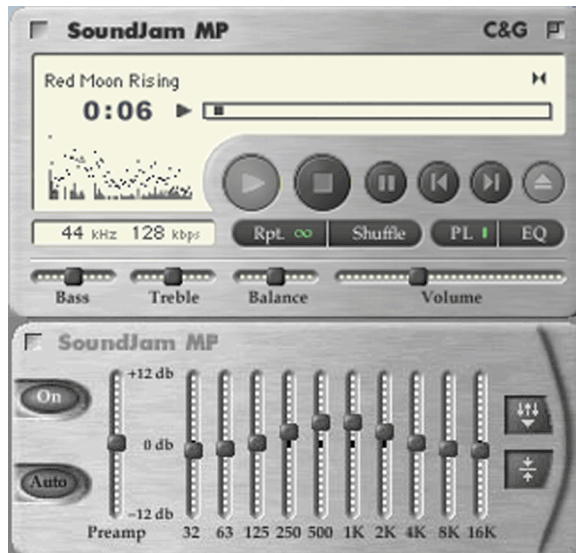 SoundJam MP C&G
Red Moon Rising
0:06
44 kHz 128 kbps
Rpt. ∞ Shuffle PL EQ
Bass Treble Balance Volume
SoundJam MP
On
+12 db
0 db
Auto
-12 db
Preamp 32 63 125 250 500 1K 2K 4K 8K 16K